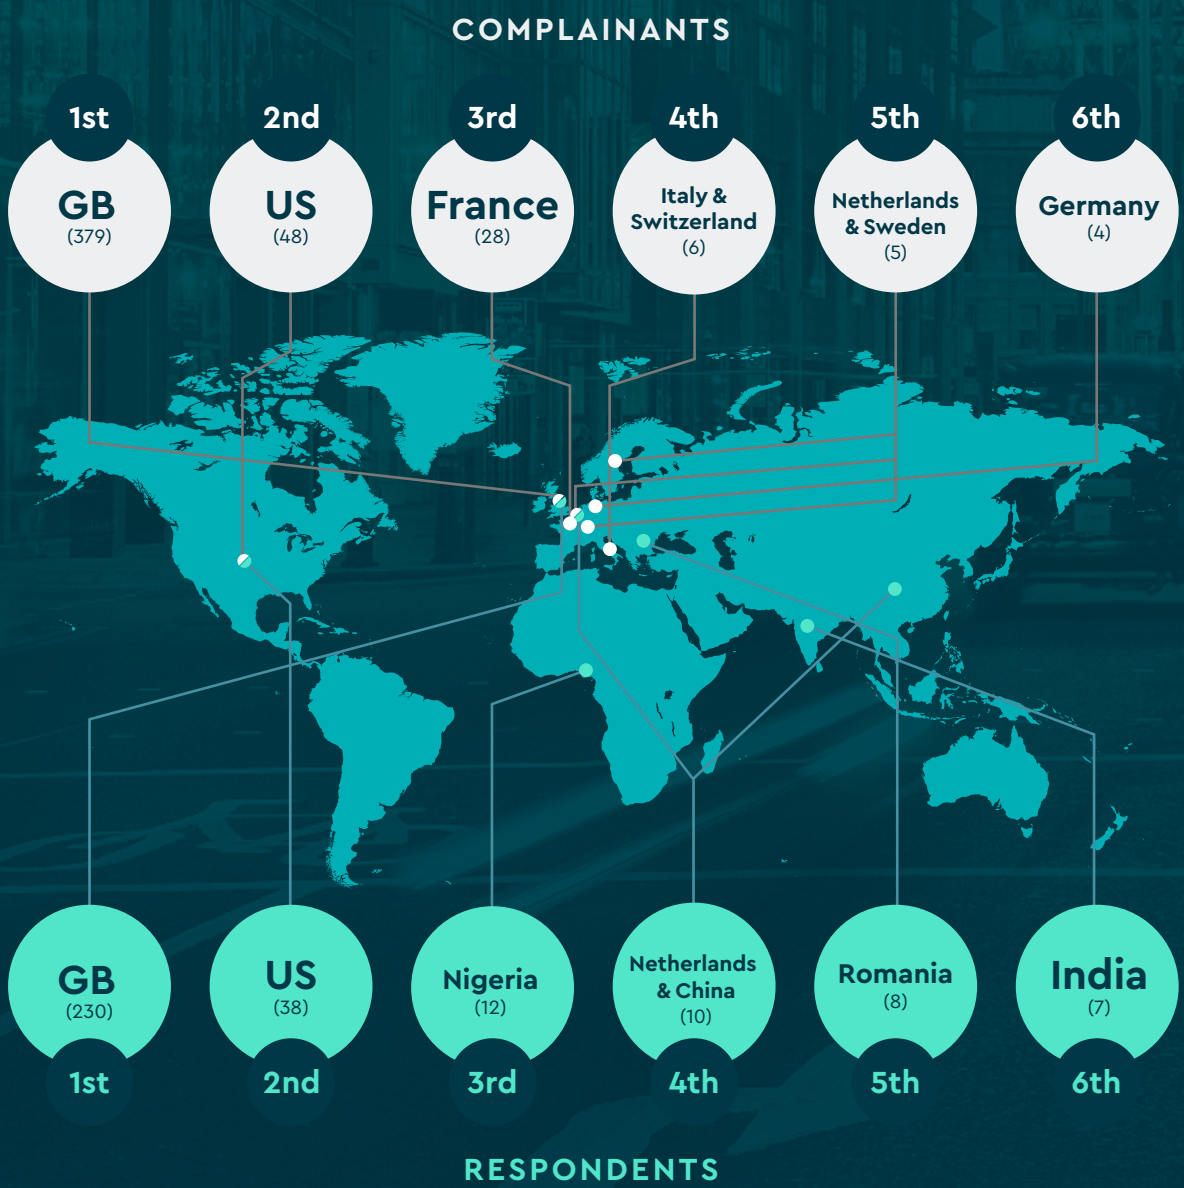 COMPLAINANTS
1st
2nd
3rd
4th
5th
6th
GB
(379)
US
(48)
France
(28)
Italy &
Switzerland
(6)
Netherlands
& Sweden
(5)
Germany
(4)
GB
(230)
US
(38)
Nigeria
(12)
Netherlands
& China
(10)
Romania
(8)
India
(7)
1st
2nd
3rd
4th
5th
6th
RESPONDENTS